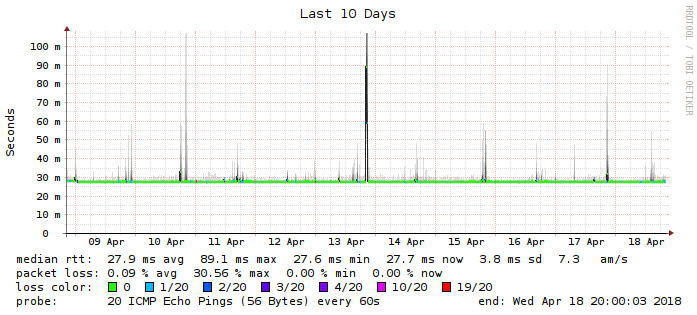 Last 10 Days
RRDTOOL / TOBI OETIKER
Seconds
100 m
90 m
80 m
70 m
60 m
50 m
40 m
30 m
20 m
10 m
0
09 Apr 10 Apr 11 Apr 12 Apr 13 Apr 14 Apr 15 Apr 16 Apr 17 Apr 18 Apr
median rtt: 27.9 ms avg 89.1 ms max 27.6 ms min 27.7 ms now 3.8 ms sd 7.3 am/s
packet loss: 0.09 % avg 30.56 % max 0.00 % min 0.00 % now
loss color: 0 1/20 2/20 3/20 4/20 10/20 19/20
probe: 20 ICMP Echo Pings (56 Bytes) every 60s end: Wed Apr 18 20:00:03 2018